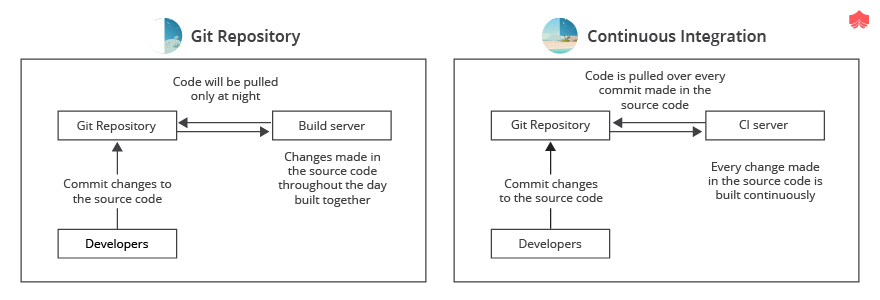 Git Repository
Code will be pulled
only at night
Git Repository
Build server
Changes made in
the source code
throughout the day
built together
Commit changes to
the source code
Developers
Continuous Integration
Code is pulled over every
commit made in the
source code
Git Repository
CI server
Every change made
in the source code is
built continuously
Commit changes
to the source code
Developers